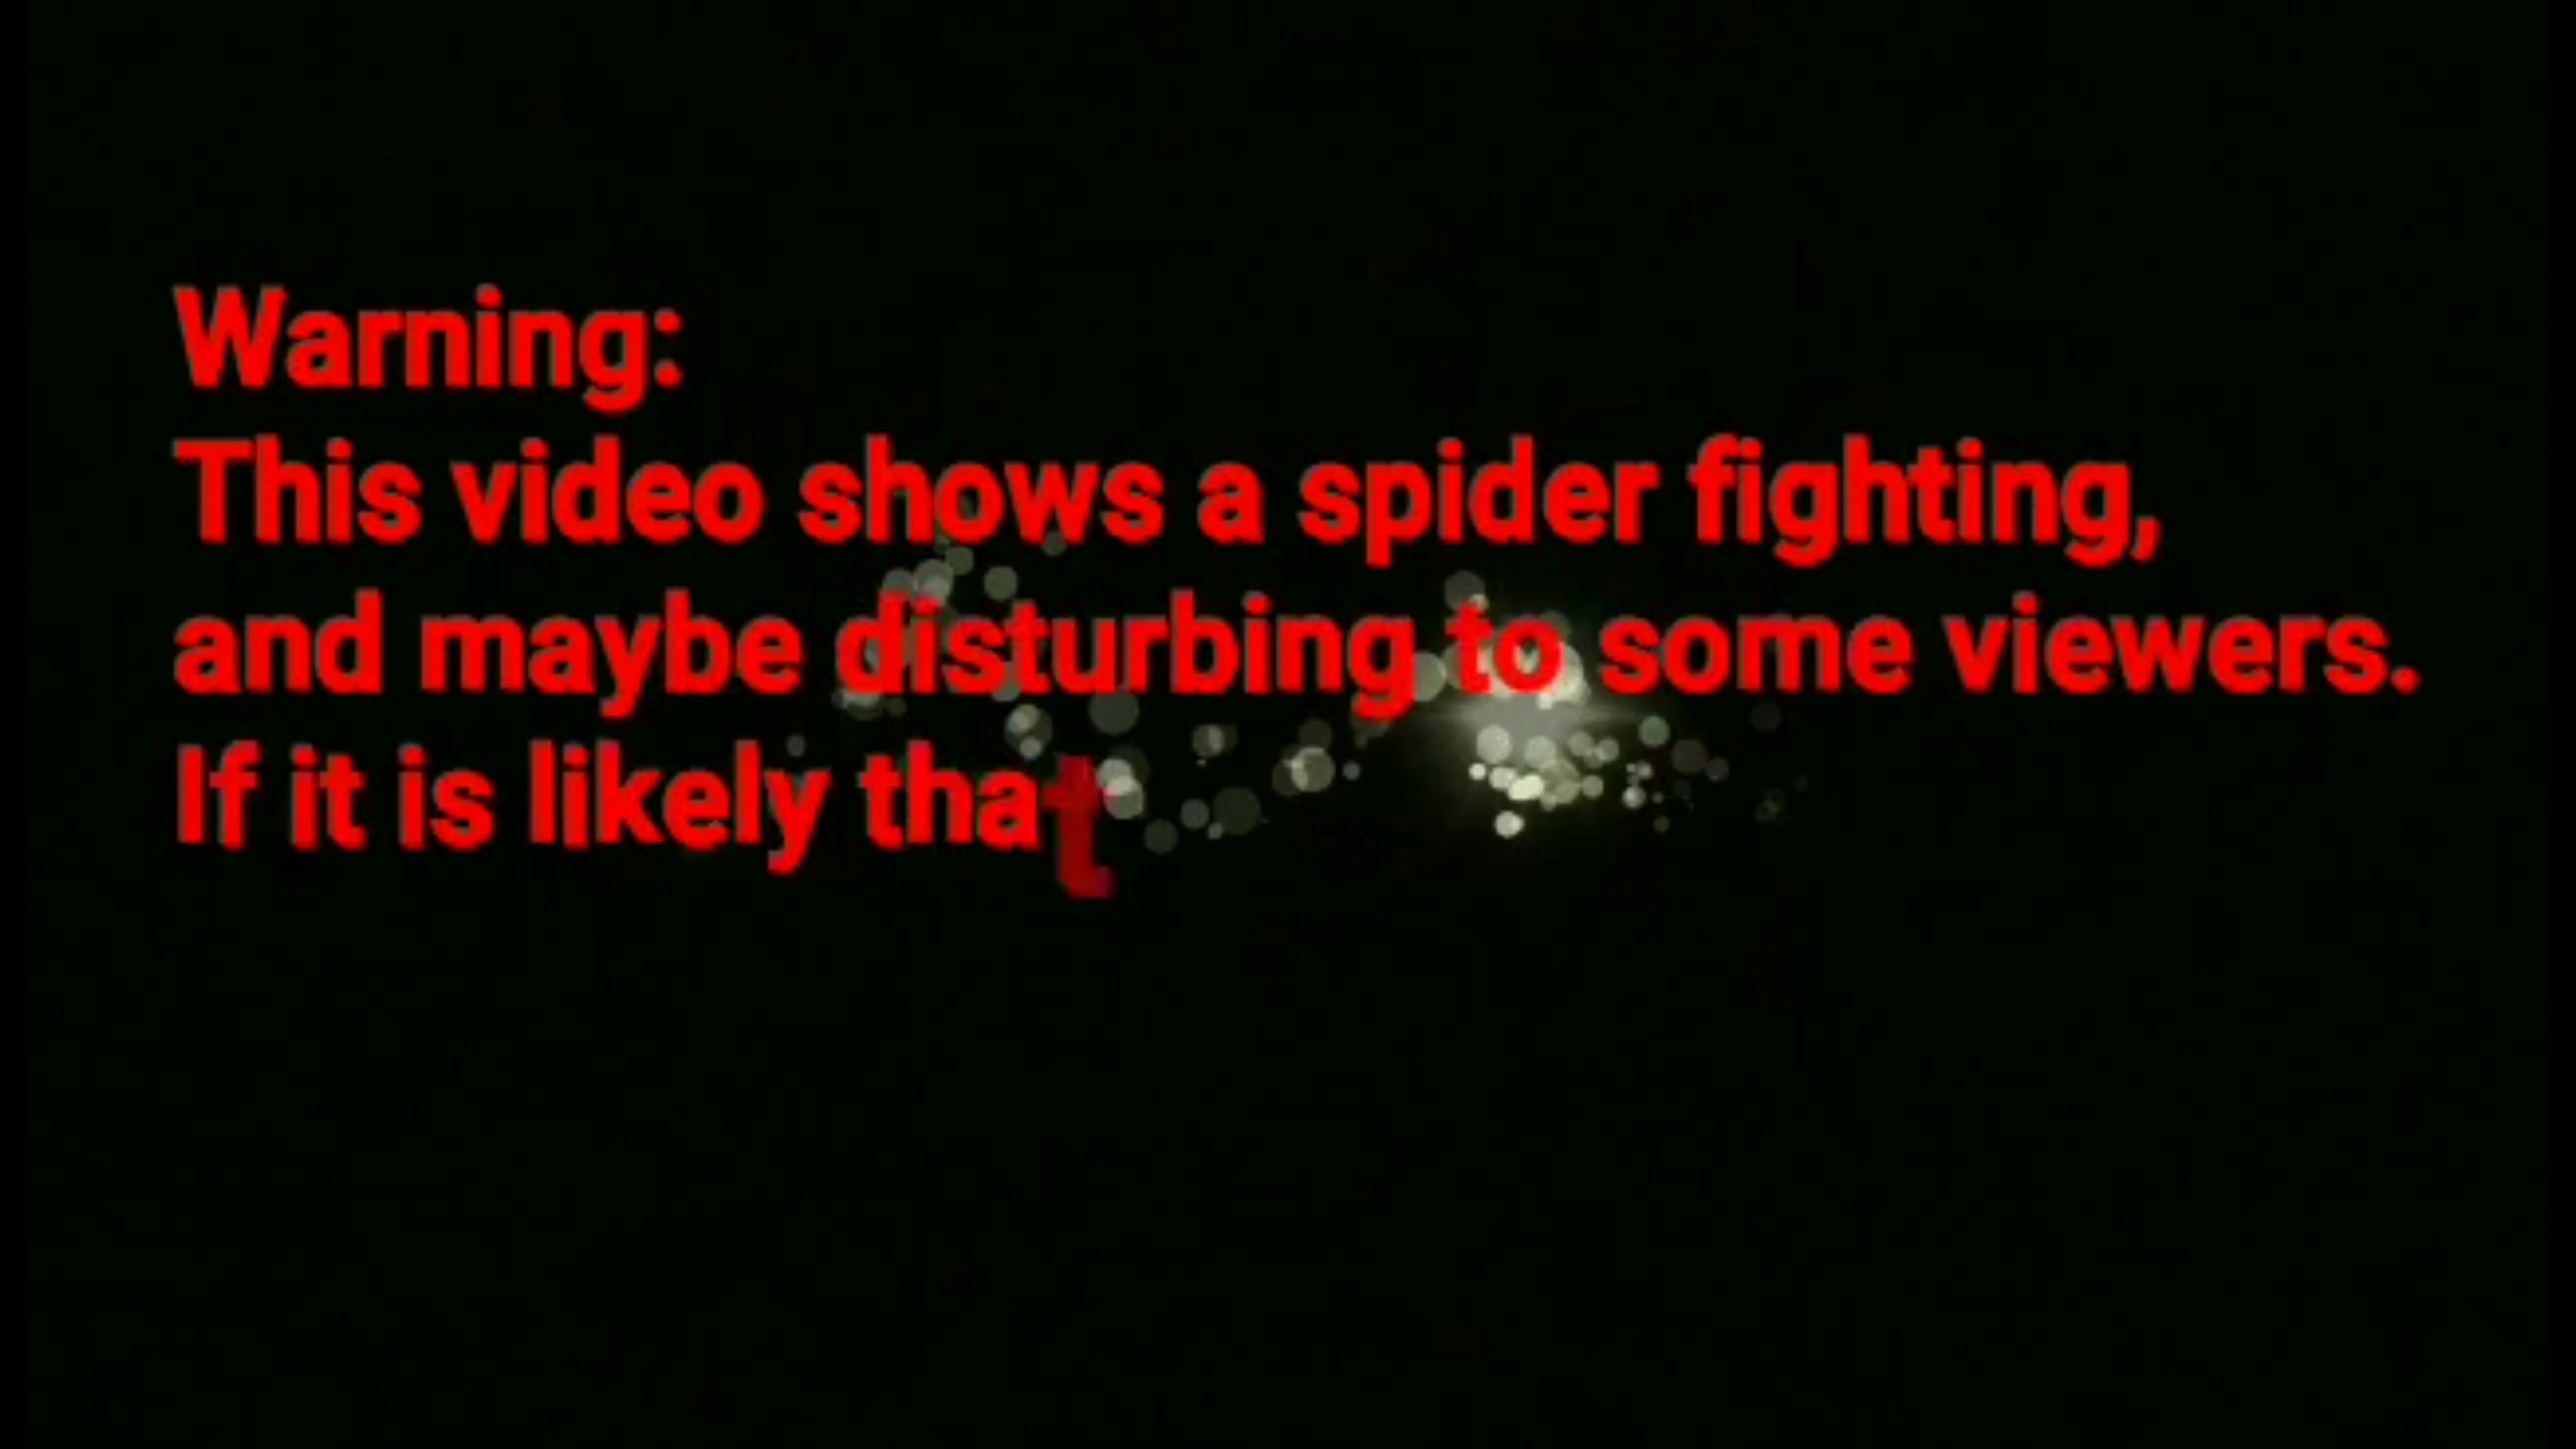 Warning:
This video shows a spider fighting,
and maybe disturbing to some viewers.
If it is likely that